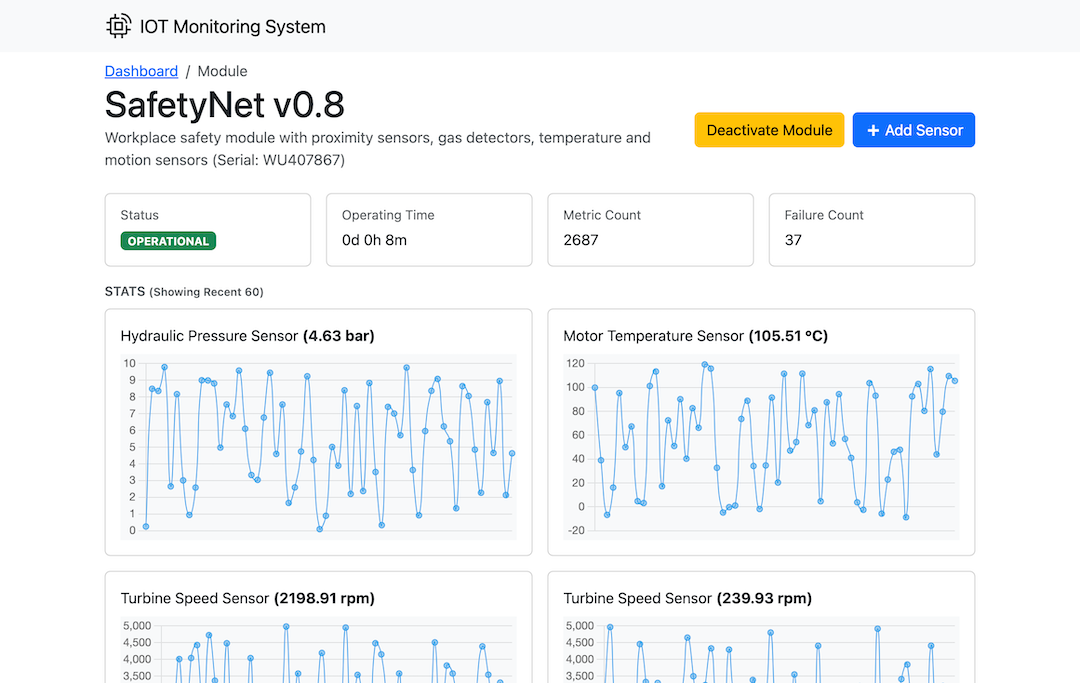 IOT Monitoring System
Dashboard / Module
SafetyNet v0.8
Workplace safety module with proximity sensors, gas detectors, temperature and
motion sensors (Serial: WU407867)
Deactivate Module
+ Add Sensor
Status
OPERATIONAL
Operating Time
0d 0h 8m
Metric Count
2687
Failure Count
37
STATS (Showing Recent 60)
Hydraulic Pressure Sensor (4.63 bar)
10
9
8
7
6
5
4
3
2
1
0
Motor Temperature Sensor (105.51 °C)
120
100
80
60
40
20
0
-20
Turbine Speed Sensor (2198.91 rpm)
5,000
4,500
4,000
3,500
Turbine Speed Sensor (239.93 rpm)
5,000
4,500
4,000
3,500